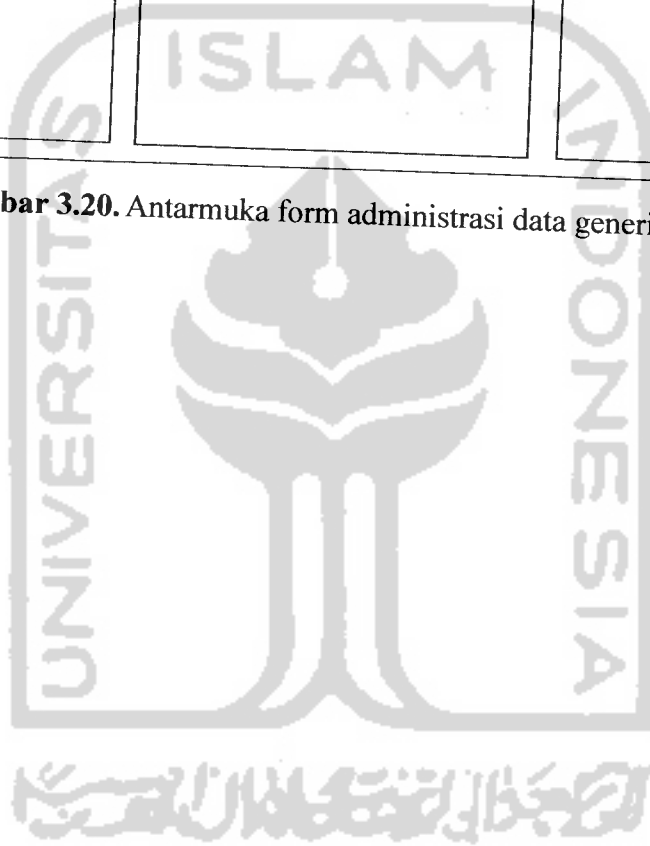 ISLAM
bar 3.20. Antarmuka form administrasi data generi
UNIVERSITAS
INDONESIA